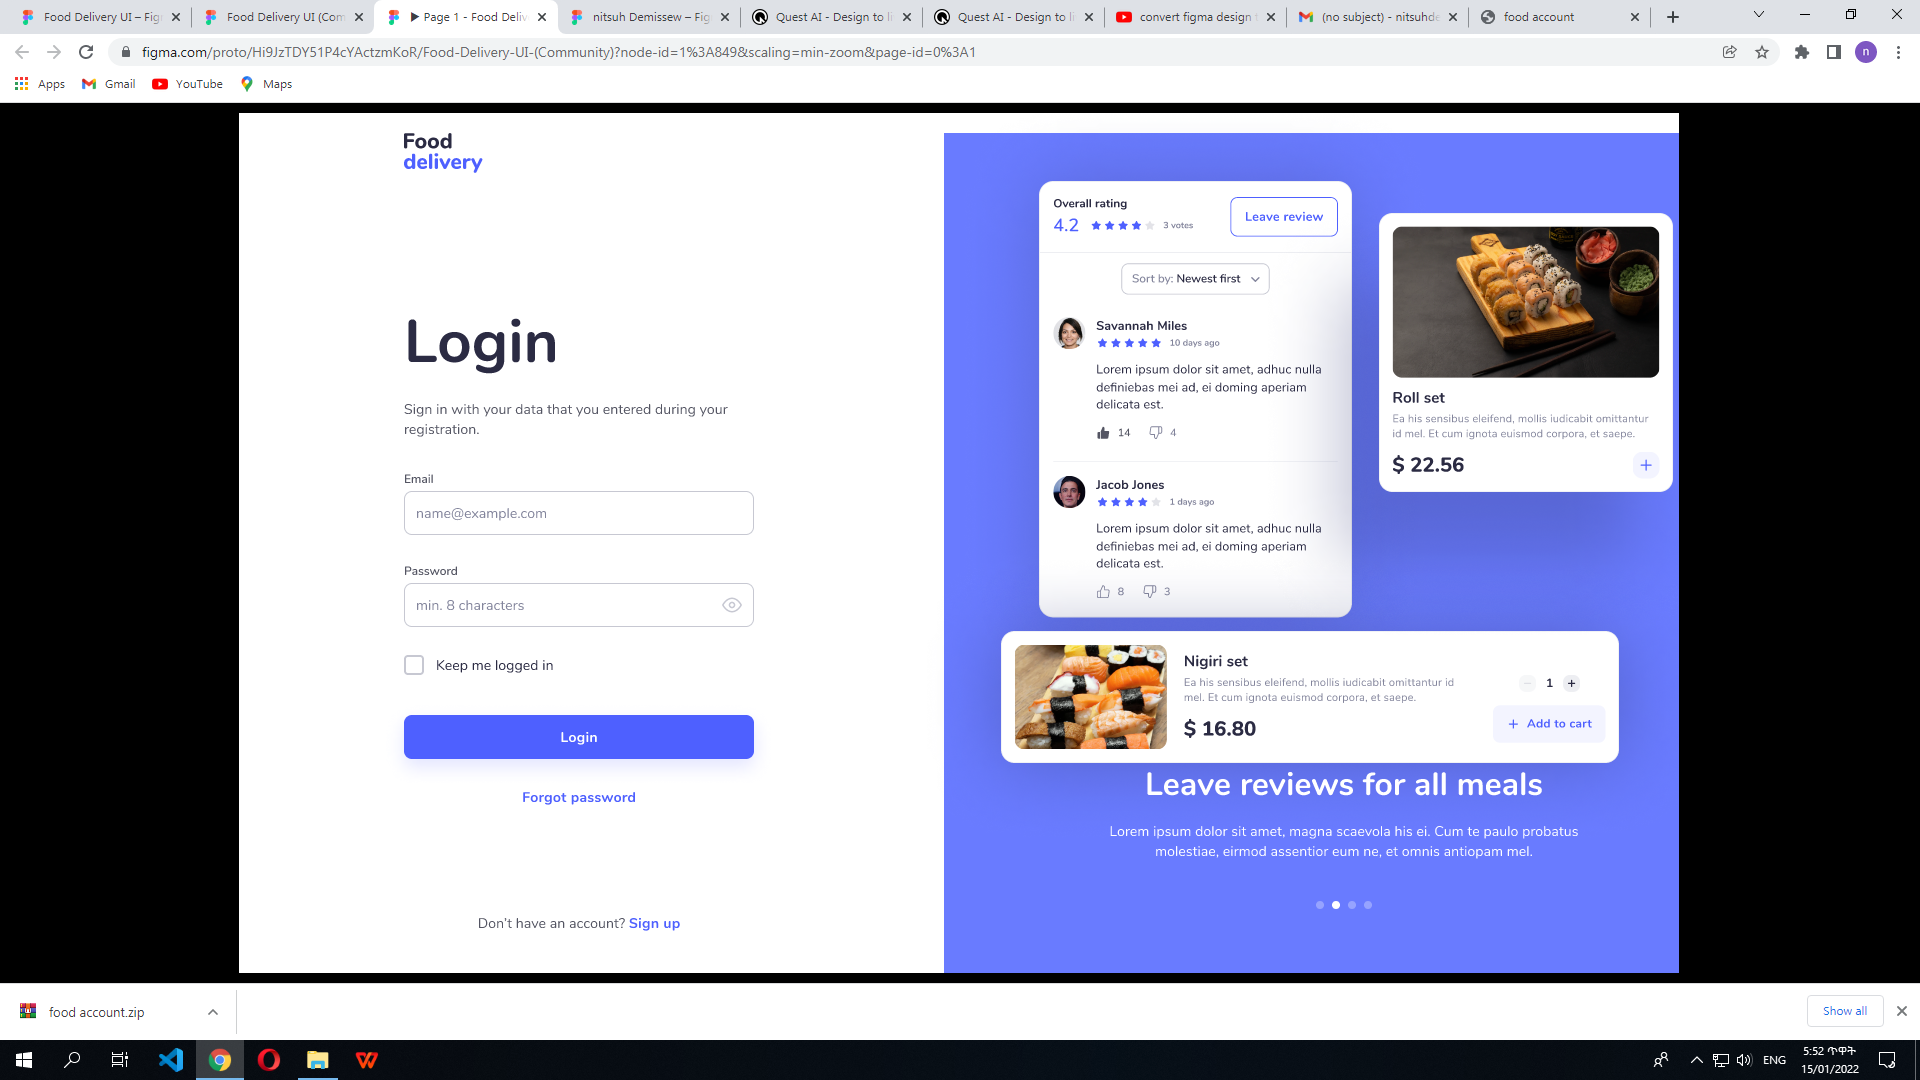 Food Delivery UI – Fig
Food Delivery UI (Com
▶ Page 1 - Food Deliv
nitsuh Demissew – Fig
Quest AI - Design to li
Quest AI - Design to li
convert figma design t
(no subject) - nitsuhde
food account
figma.com/proto/Hi9JzTDY51P4cYActzmKoR/Food-Delivery-UI-(Community)?node-id=1%3A849&scaling=min-zoom&page-id=0%3A1
n
Apps
Gmail
YouTube
Maps
Food
delivery
Login
Sign in with your data that you entered during your
registration.
Email
name@example.com
Password
min. 8 characters
Keep me logged in
Login
Forgot password
Don't have an account? Sign up
Overall rating
4.2
3 votes
Leave review
Sort by: Newest first
Savannah Miles
10 days ago
Lorem ipsum dolor sit amet, adhuc nulla
definiebas mei ad, ei doming aperiam
delicata est.
14
4
Jacob Jones
1 days ago
Lorem ipsum dolor sit amet, adhuc nulla
definiebas mei ad, ei doming aperiam
delicata est.
8
3
Roll set
Ea his sensibus eleifend, mollis iudicabit omittantur
id mel. Et cum ignota euismod corpora, et saepe.
$ 22.56
+
Nigiri set
Ea his sensibus eleifend, mollis iudicabit omittantur id
mel. Et cum ignota euismod corpora, et saepe.
$ 16.80
− 1 +
+ Add to cart
Leave reviews for all meals
Lorem ipsum dolor sit amet, magna scaevola his ei. Cum te paulo probatus
molestiae, eirmod assentior eum ne, et omnis antiopam mel.
food account.zip
Show all
ENG
5:52 ጥዋት
15/01/2022